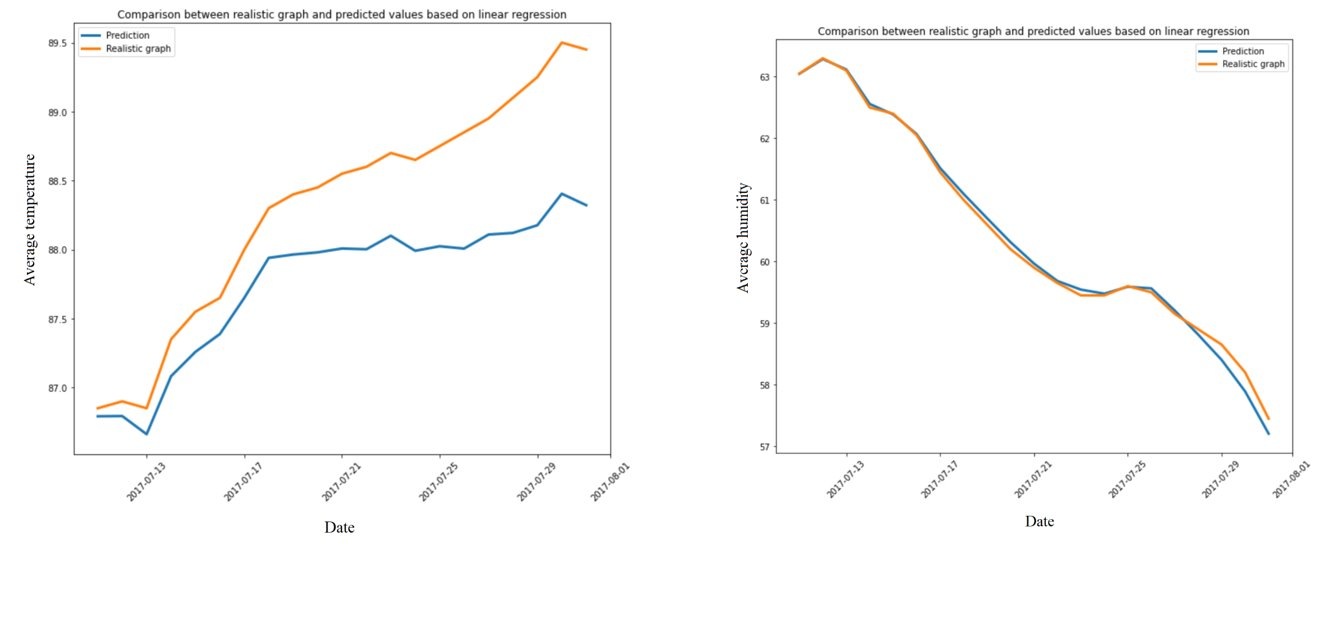 Comparison between realistic graph and predicted values based on linear regression
Prediction
Realistic graph
89.5
89.0
88.5
88.0
87.5
87.0
Average temperature
2017-07-13
2017-07-17
2017-07-21
2017-07-25
2017-07-29
2017-08-01
Date
Comparison between realistic graph and predicted values based on linear regression
Prediction
Realistic graph
63
62
61
60
59
58
57
Average humidity
2017-07-13
2017-07-17
2017-07-21
2017-07-25
2017-07-29
2017-08-01
Date